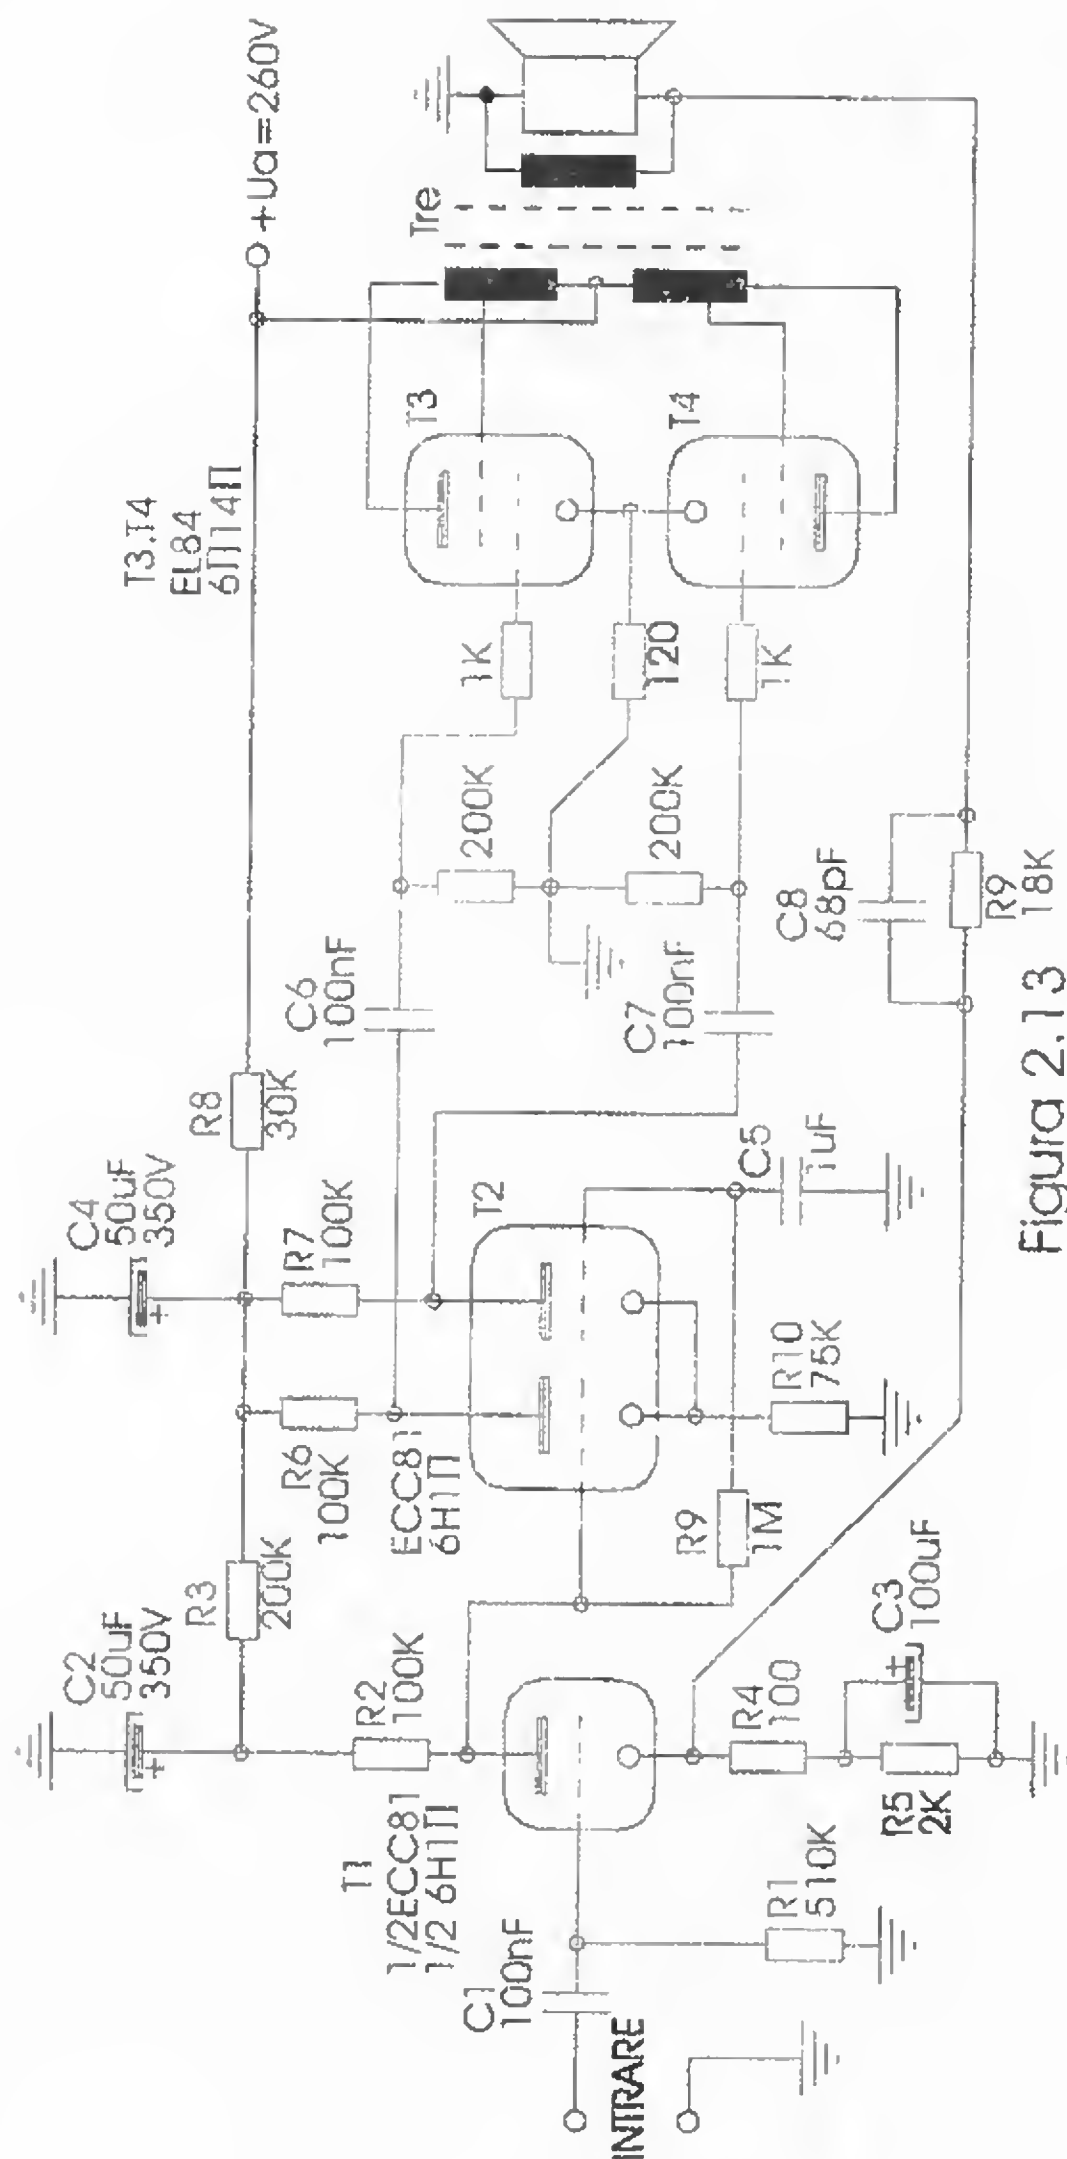 C2
50uF
350V
C4
50uF
350V
T3.T4
EL84
6П14П
+Ua=260V
R3
200K
R8
30K
R6
100K
R7
100K
C6
100nF
T1
1/2ECC81
1/2 6H1П
R2
100K
ECC81
6H1П
T2
200K
1K
T3
Tre
C1
100nF
INTRARE
R9
1M
C5
1uF
C7
100nF
200K
120
T4
1K
R1
510K
R4
100
R5
2K
C3
100uF
R10
75K
C8
68pF
R9
18K
Figura 2.13